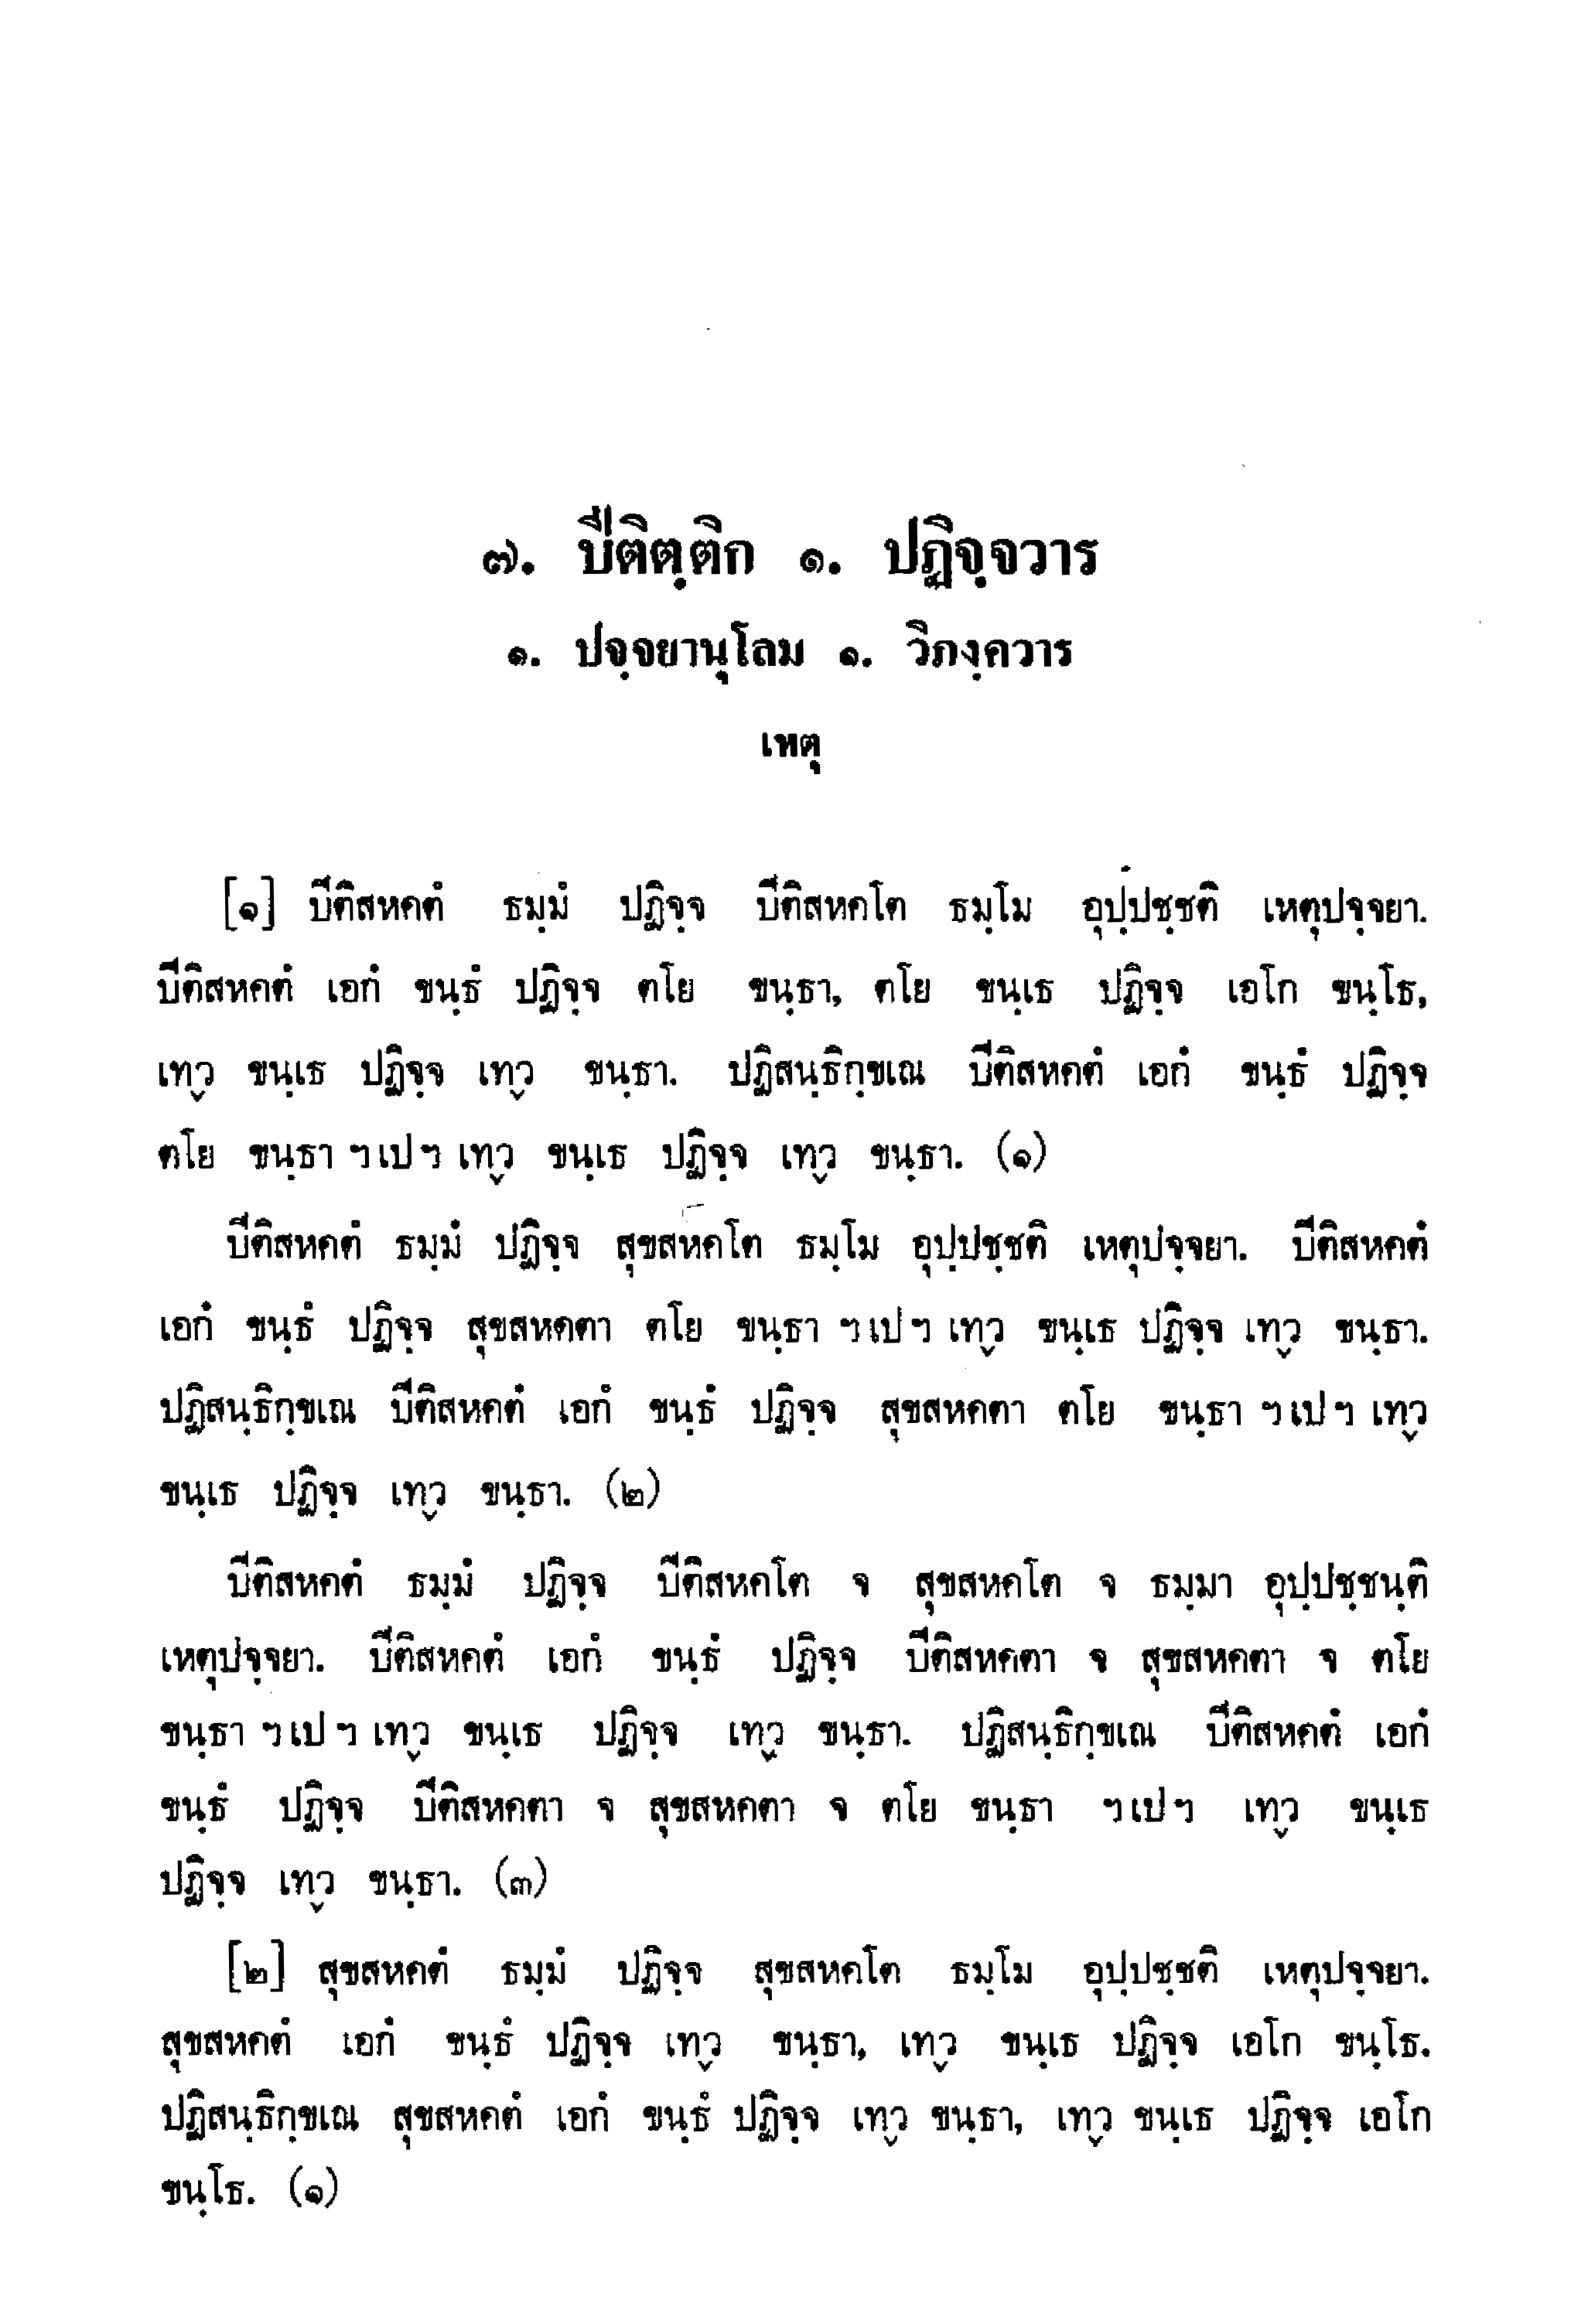 ๗. ปีติตฺติก ๑. ปฏิจฺจวาร
๑. ปจฺจยานุโลม ๑. วิภงฺควาร
เหตุ
[๑] ปีติสหคตํ ธมฺมํ ปฏิจฺจ ปีติสหคโต ธมฺโม อุปฺปชฺชติ เหตุปจฺจยา.
ปีติสหคตํ เอกํ ขนฺธํ ปฏิจฺจ ตโย ขนฺธา, ตโย ขนฺเธ ปฏิจฺจ เอโก ขนฺโธ,
เทฺว ขนฺเธ ปฏิจฺจ เทฺว ขนฺธา. ปฏิสนฺธิกฺขเณ ปีติสหคตํ เอกํ ขนฺธํ ปฏิจฺจ
ตโย ขนฺธา ฯเปฯ เทฺว ขนฺเธ ปฏิจฺจ เทฺว ขนฺธา. (๑)
ปีติสหคตํ ธมฺมํ ปฏิจฺจ สุขสหคโต ธมฺโม อุปฺปชฺชติ เหตุปจฺจยา. ปีติสหคตํ
เอกํ ขนฺธํ ปฏิจฺจ สุขสหคตา ตโย ขนฺธา ฯเปฯ เทฺว ขนฺเธ ปฏิจฺจ เทฺว ขนฺธา.
ปฏิสนฺธิกฺขเณ ปีติสหคตํ เอกํ ขนฺธํ ปฏิจฺจ สุขสหคตา ตโย ขนฺธา ฯเปฯ เทฺว
ขนฺเธ ปฏิจฺจ เทฺว ขนฺธา. (๒)
ปีติสหคตํ ธมฺมํ ปฏิจฺจ ปีติสหคโต จ สุขสหคโต จ ธมฺมา อุปฺปชฺชนฺติ
เหตุปจฺจยา. ปีติสหคตํ เอกํ ขนฺธํ ปฏิจฺจ ปีติสหคตา จ สุขสหคตา จ ตโย
ขนฺธา ฯเปฯ เทฺว ขนฺเธ ปฏิจฺจ เทฺว ขนฺธา. ปฏิสนฺธิกฺขเณ ปีติสหคตํ เอกํ
ขนฺธํ ปฏิจฺจ ปีติสหคตา จ สุขสหคตา จ ตโย ขนฺธา ฯเปฯ เทฺว ขนฺเธ
ปฏิจฺจ เทฺว ขนฺธา. (๓)
[๒] สุขสหคตํ ธมฺมํ ปฏิจฺจ สุขสหคโต ธมฺโม อุปฺปชฺชติ เหตุปจฺจยา.
สุขสหคตํ เอกํ ขนฺธํ ปฏิจฺจ เทฺว ขนฺธา, เทฺว ขนฺเธ ปฏิจฺจ เอโก ขนฺโธ.
ปฏิสนฺธิกฺขเณ สุขสหคตํ เอกํ ขนฺธํ ปฏิจฺจ เทฺว ขนฺธา, เทฺว ขนฺเธ ปฏิจฺจ เอโก
ขนฺโธ. (๑)